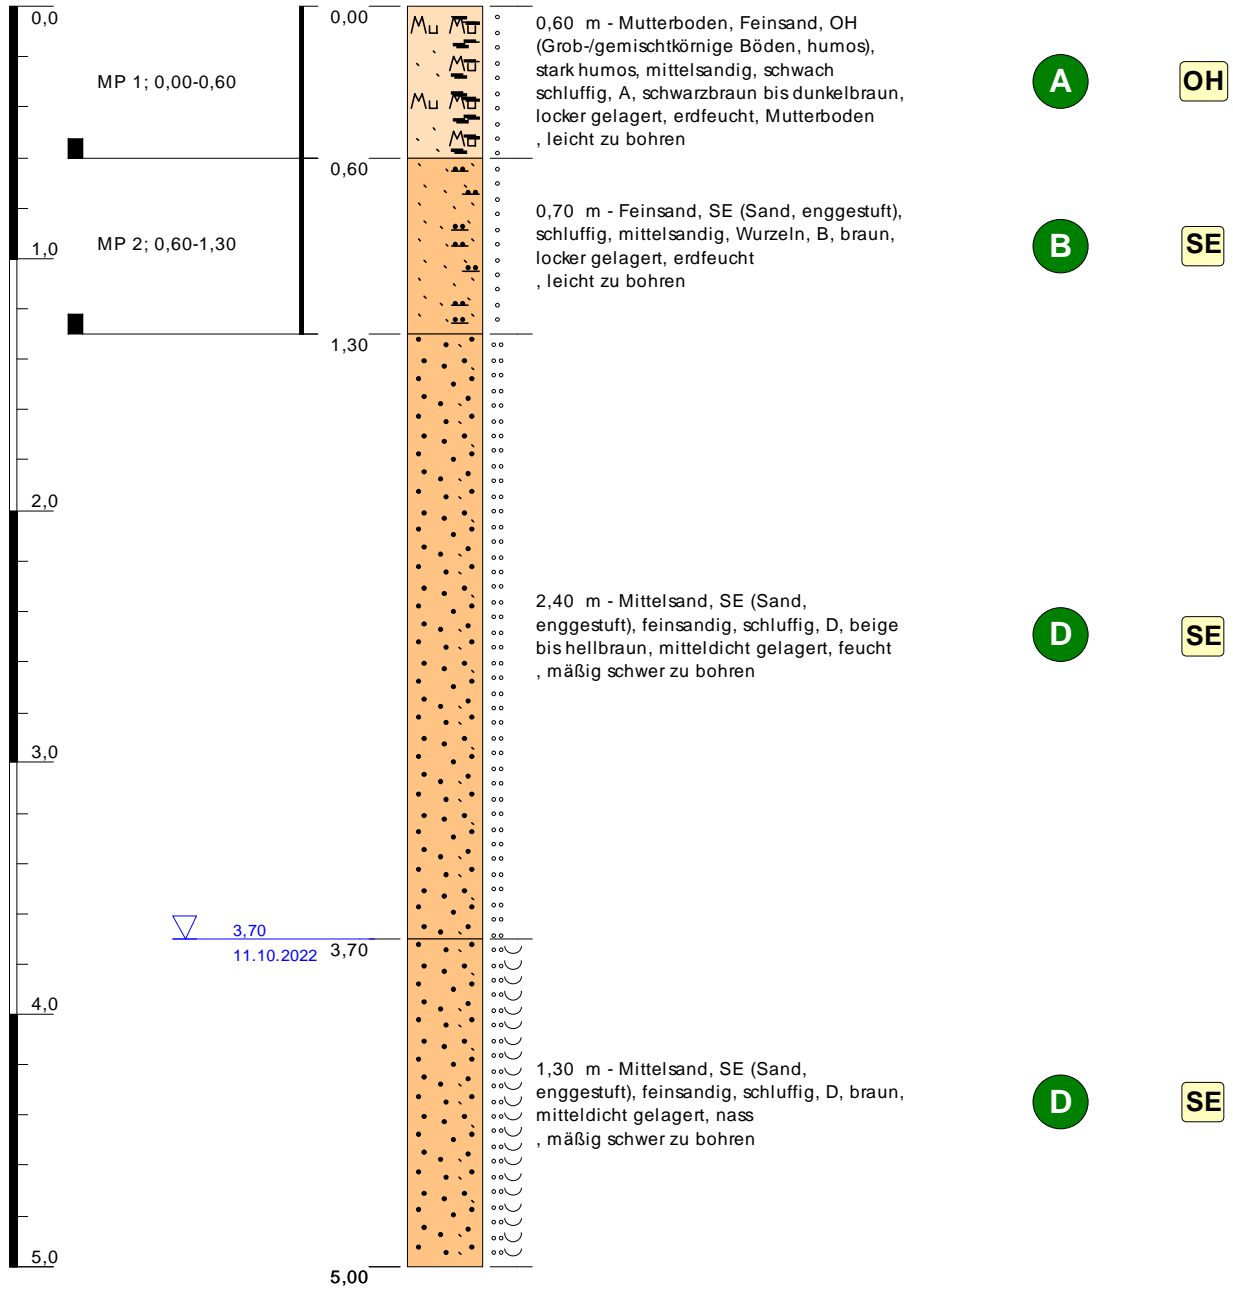 0,0
0,00
0,60 m - Mutterboden, Feinsand, OH
(Grob-/gemischtkörnige Böden, humos),
stark humos, mittelsandig, schwach
schluffig, A, schwarzbraun bis dunkelbraun,
locker gelagert, erdfeucht, Mutterboden
, leicht zu bohren
A
OH
MP 1; 0,00-0,60
Mu Mu
Mu
Mu Mu
Mu
0,60
0,70 m - Feinsand, SE (Sand, enggestuft),
schluffig, mittelsandig, Wurzeln, B, braun,
locker gelagert, erdfeucht
, leicht zu bohren
B
SE
MP 2; 0,60-1,30
1,0
1,30
2,0
2,40 m - Mittelsand, SE (Sand,
enggestuft), feinsandig, schluffig, D, beige
bis hellbraun, mitteldicht gelagert, feucht
, mäßig schwer zu bohren
D
SE
3,0
3,70
11.10.2022
3,70
4,0
1,30 m - Mittelsand, SE (Sand,
enggestuft), feinsandig, schluffig, D, braun,
mitteldicht gelagert, nass
, mäßig schwer zu bohren
D
SE
5,0
5,00